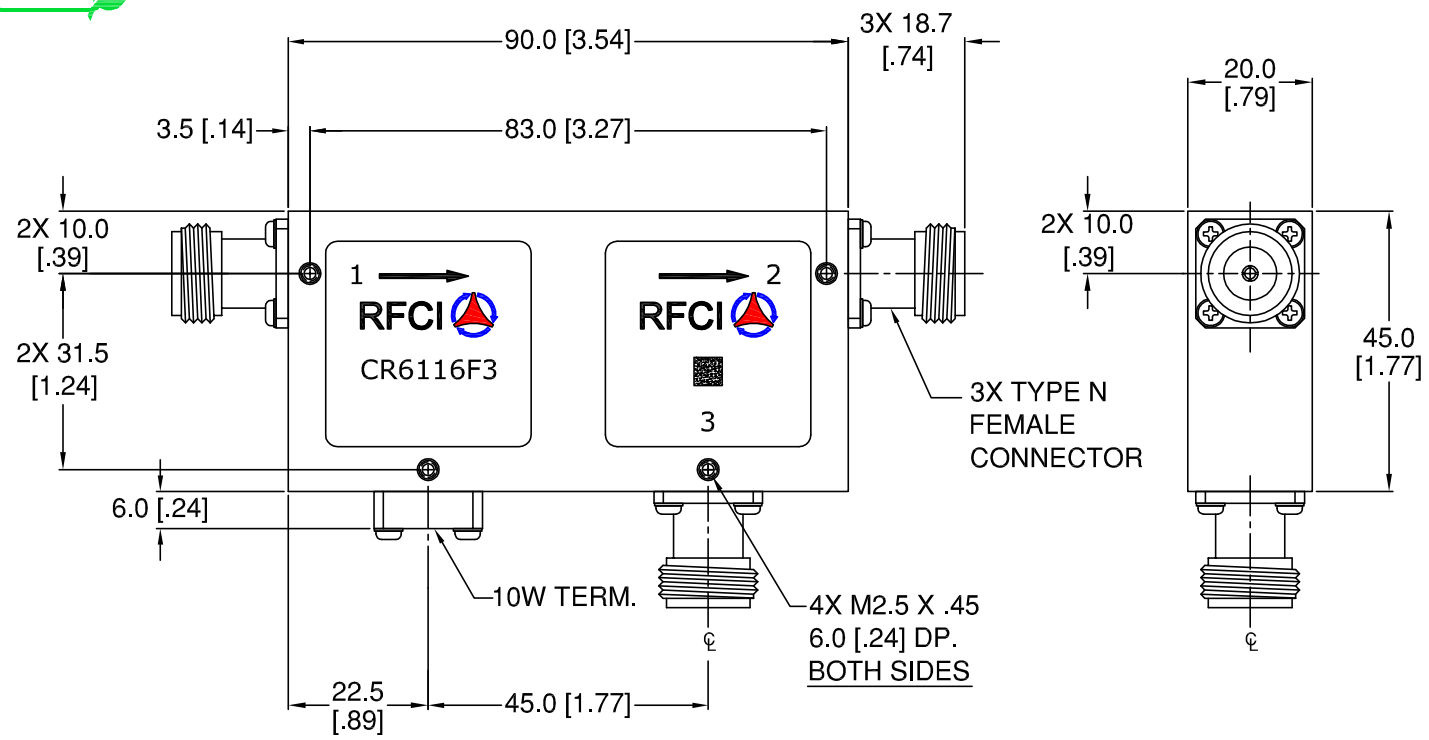 90.0 [3.54]
3X 18.7
[.74]
20.0
[.79]
3.5 [.14]
83.0 [3.27]
2X 10.0
[.39]
1
RFCI
CR6116F3
2
RFCI
3
2X 10.0
[.39]
45.0
[1.77]
2X 31.5
[1.24]
3X TYPE N
FEMALE
CONNECTOR
6.0 [.24]
10W TERM.
4X M2.5 X .45
6.0 [.24] DP.
BOTH SIDES
℄
℄
22.5
[.89]
45.0 [1.77]